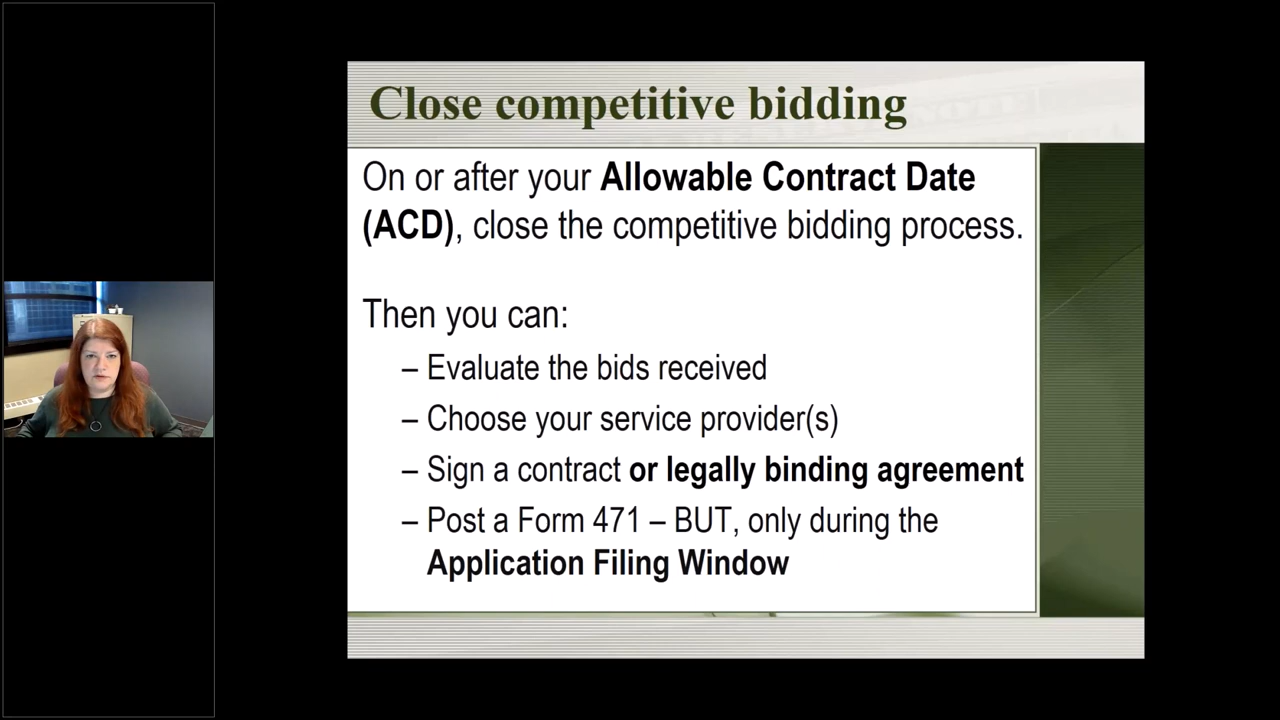 Close competitive bidding
On or after your Allowable Contract Date
(ACD), close the competitive bidding process.
Then you can:
– Evaluate the bids received
– Choose your service provider(s)
– Sign a contract or legally binding agreement
– Post a Form 471 – BUT, only during the
Application Filing Window